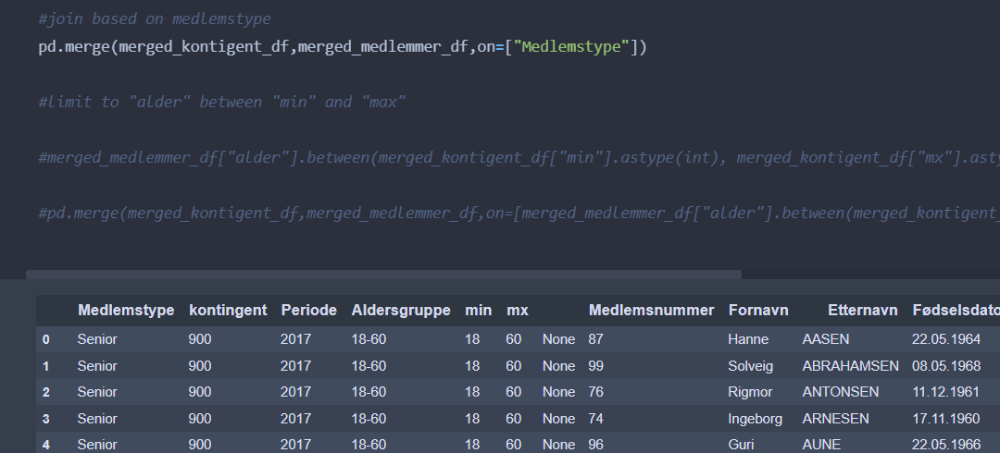 #join based on medlemstype
pd.merge(merged_kontigent_df,merged_medlemmer_df,on=["Medlemstype"])
#limit to "alder" between "min" and "max"
#merged_medlemmer_df["alder"].between(merged_kontigent_df["min"].astype(int), merged_kontigent_df["mx"].asty
#pd.merge(merged_kontigent_df,merged_medlemmer_df,on=[merged_medlemmer_df["alder"].between(merged_kontigent_
Medlemstype kontingent Periode Aldersgruppe min mx Medlemsnummer Fornavn Etternavn Fødselsdato
0 Senior 900 2017 18-60 18 60 None 87 Hanne AASEN 22.05.1964
1 Senior 900 2017 18-60 18 60 None 99 Solveig ABRAHAMSEN 08.05.1968
2 Senior 900 2017 18-60 18 60 None 76 Rigmor ANTONSEN 11.12.1961
3 Senior 900 2017 18-60 18 60 None 74 Ingeborg ARNESEN 17.11.1960
4 Senior 900 2017 18-60 18 60 None 96 Guri AUNE 22.05.1966